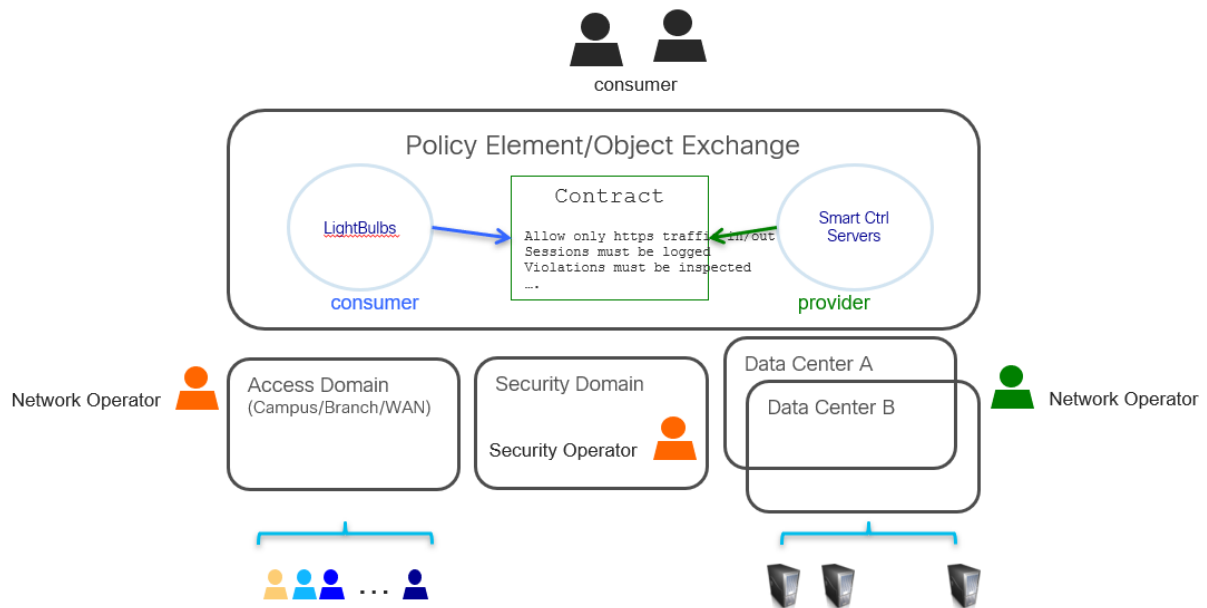 consumer
Policy Element/Object Exchange
LightBulbs
Contract
Allow only https traffic in/out
Sessions must be logged
Violations must be inspected
….
Smart Ctrl
Servers
consumer
provider
Network Operator
Access Domain
(Campus/Branch/WAN)
Security Domain
Security Operator
Data Center A
Data Center B
Network Operator
...